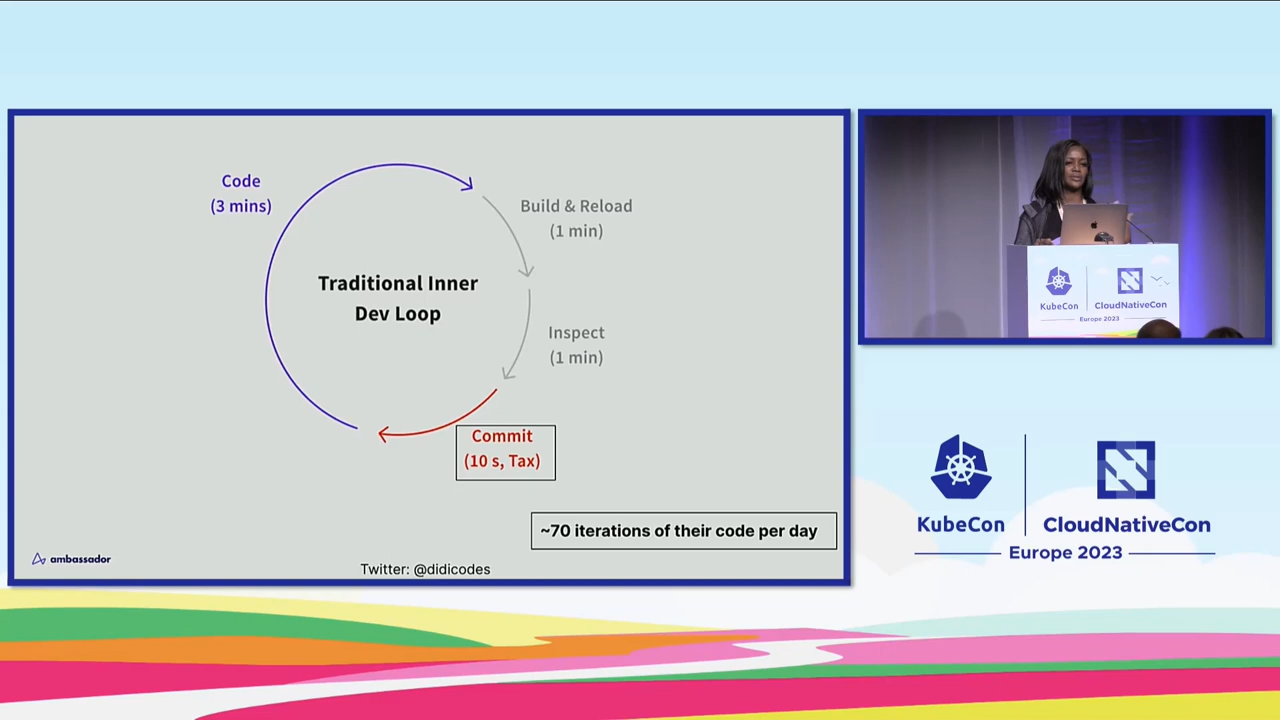 Code
(3 mins)
Build & Reload
(1 min)
Traditional Inner
Dev Loop
Inspect
(1 min)
Commit
(10 s, Tax)
~70 iterations of their code per day
ambassador
Twitter: @didicodes
KubeCon
CloudNativeCon
Europe 2023
KubeCon
CloudNativeCon
Europe 2023